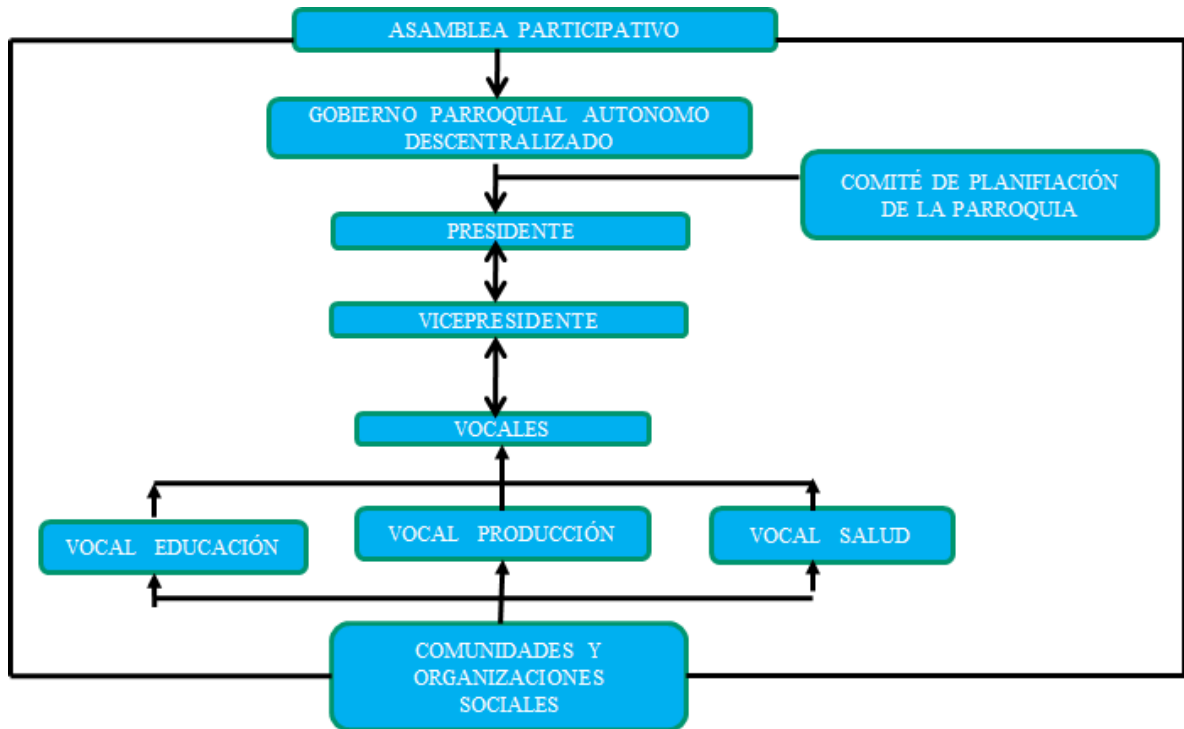 ASAMBLEA PARTICIPATIVO
GOBIERNO PARROQUIAL AUTONOMO
DESCENTRALIZADO
COMITÉ DE PLANIFIACIÓN
DE LA PARROQUIA
PRESIDENTE
VICEPRESIDENTE
VOCALES
VOCAL EDUCACIÓN
VOCAL PRODUCCIÓN
VOCAL SALUD
COMUNIDADES Y
ORGANIZACIONES
SOCIALES